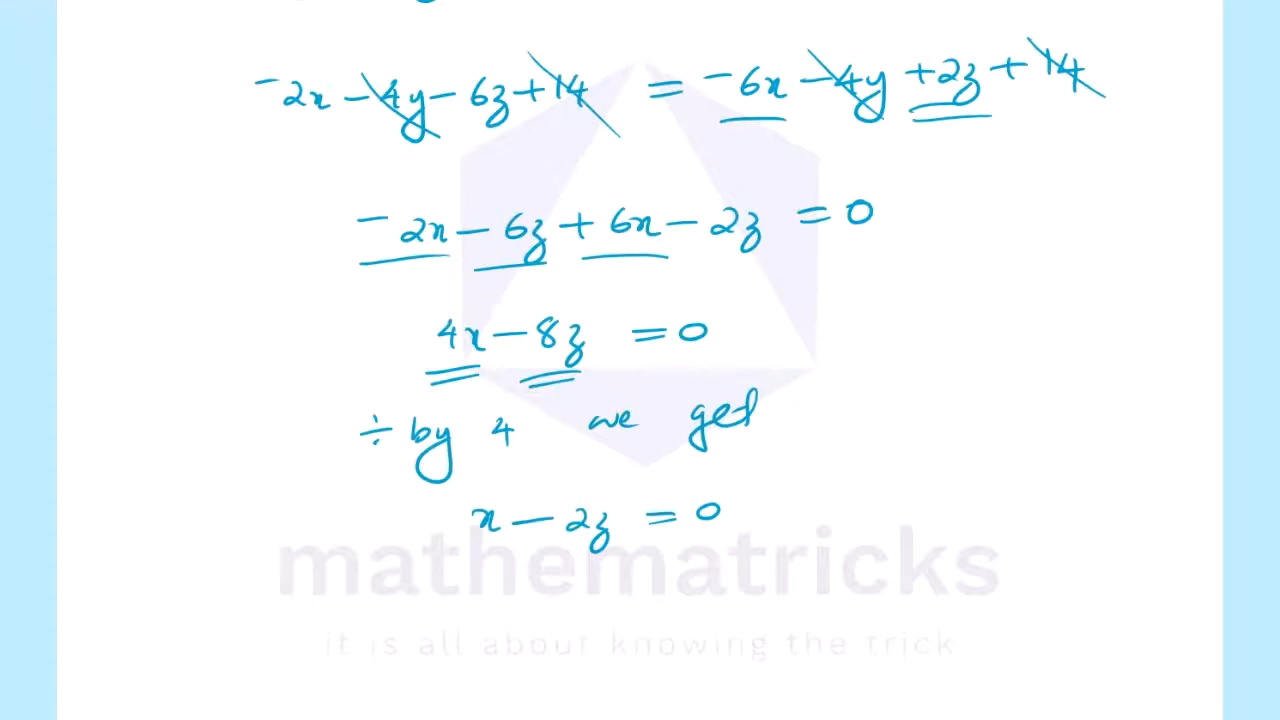 -2x - 4y - 6z + 14 = -6x - 4y + 2z + 14
-2x - 6z + 6x - 2z = 0
4x - 8z = 0
÷ by 4 we get
x - 2z = 0
mathematricks
it is all about knowing the trick